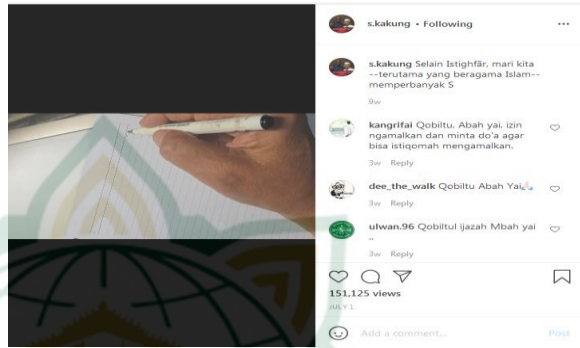 s.kakung • Following
s.kakung Selain Istighfār, mari kita
--terutama yang beragama Islam--
memperbanyak S
9w
kangrifai Qobiltu. Abah yai. izin
ngamalkan dan minta do'a agar
bisa istiqomah mengamalkan.
3w Reply
dee_the_walk Qobiltu Abah Yai🙏
3w Reply
ulwan.96 Qobiltul ijazah Mbah yai
..
3w Reply
151,125 views
JULY 1
Add a comment...
Post